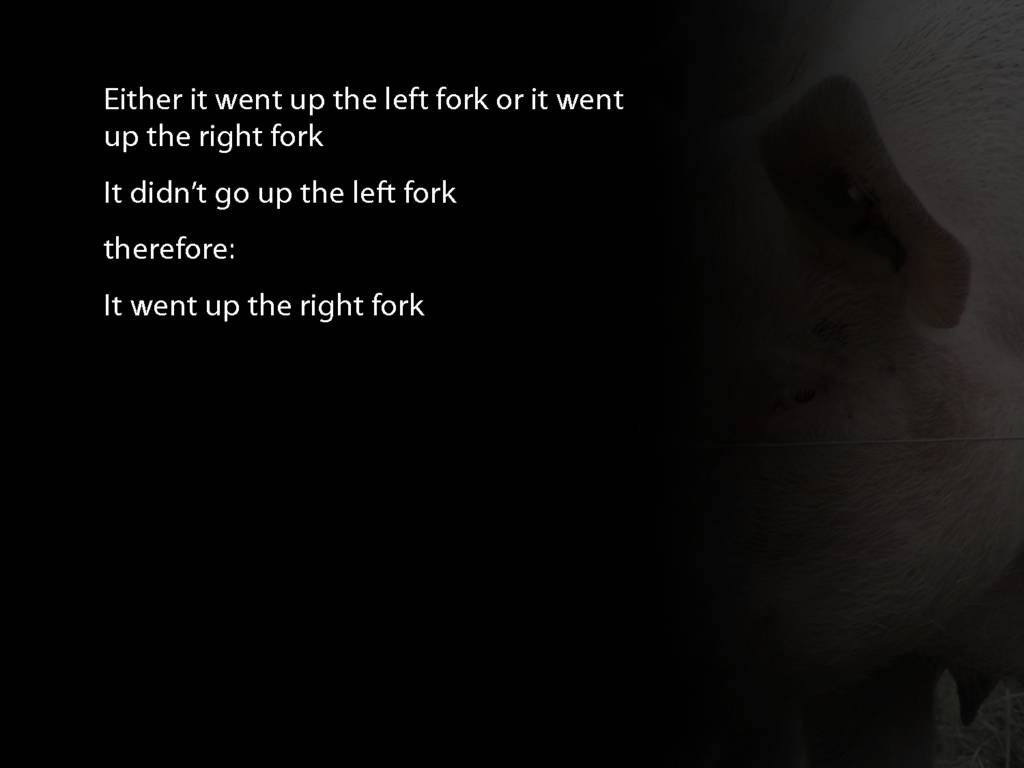 Either it went up the left fork or it went
up the right fork
It didn’t go up the left fork
therefore:
It went up the right fork